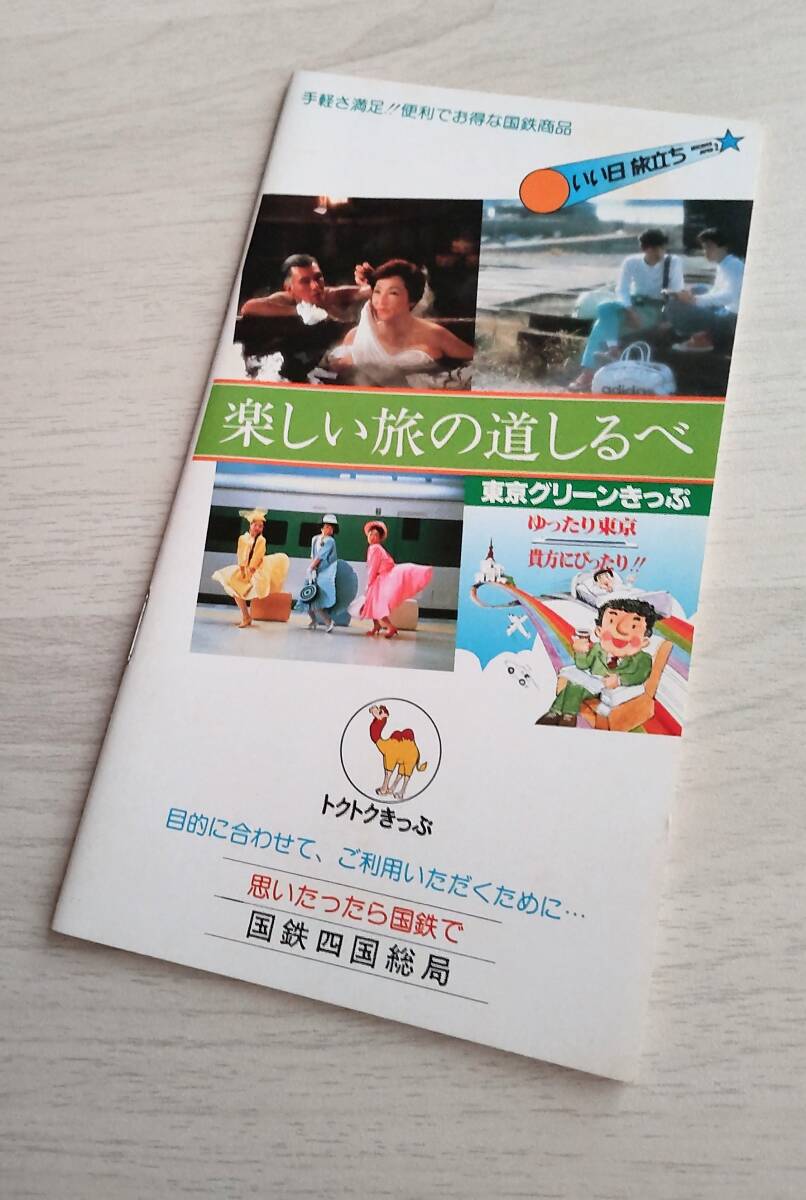 手軽さ満足!!便利でお得な国鉄商品
いい日 旅立ち
adidas
楽しい旅の道しるべ
東京グリーンきっぷ
ゆったり東京
貴方にぴったり!!
トクトクきっぷ
目的に合わせて、ご利用いただくために…
思いたったら国鉄で
国鉄四国総局